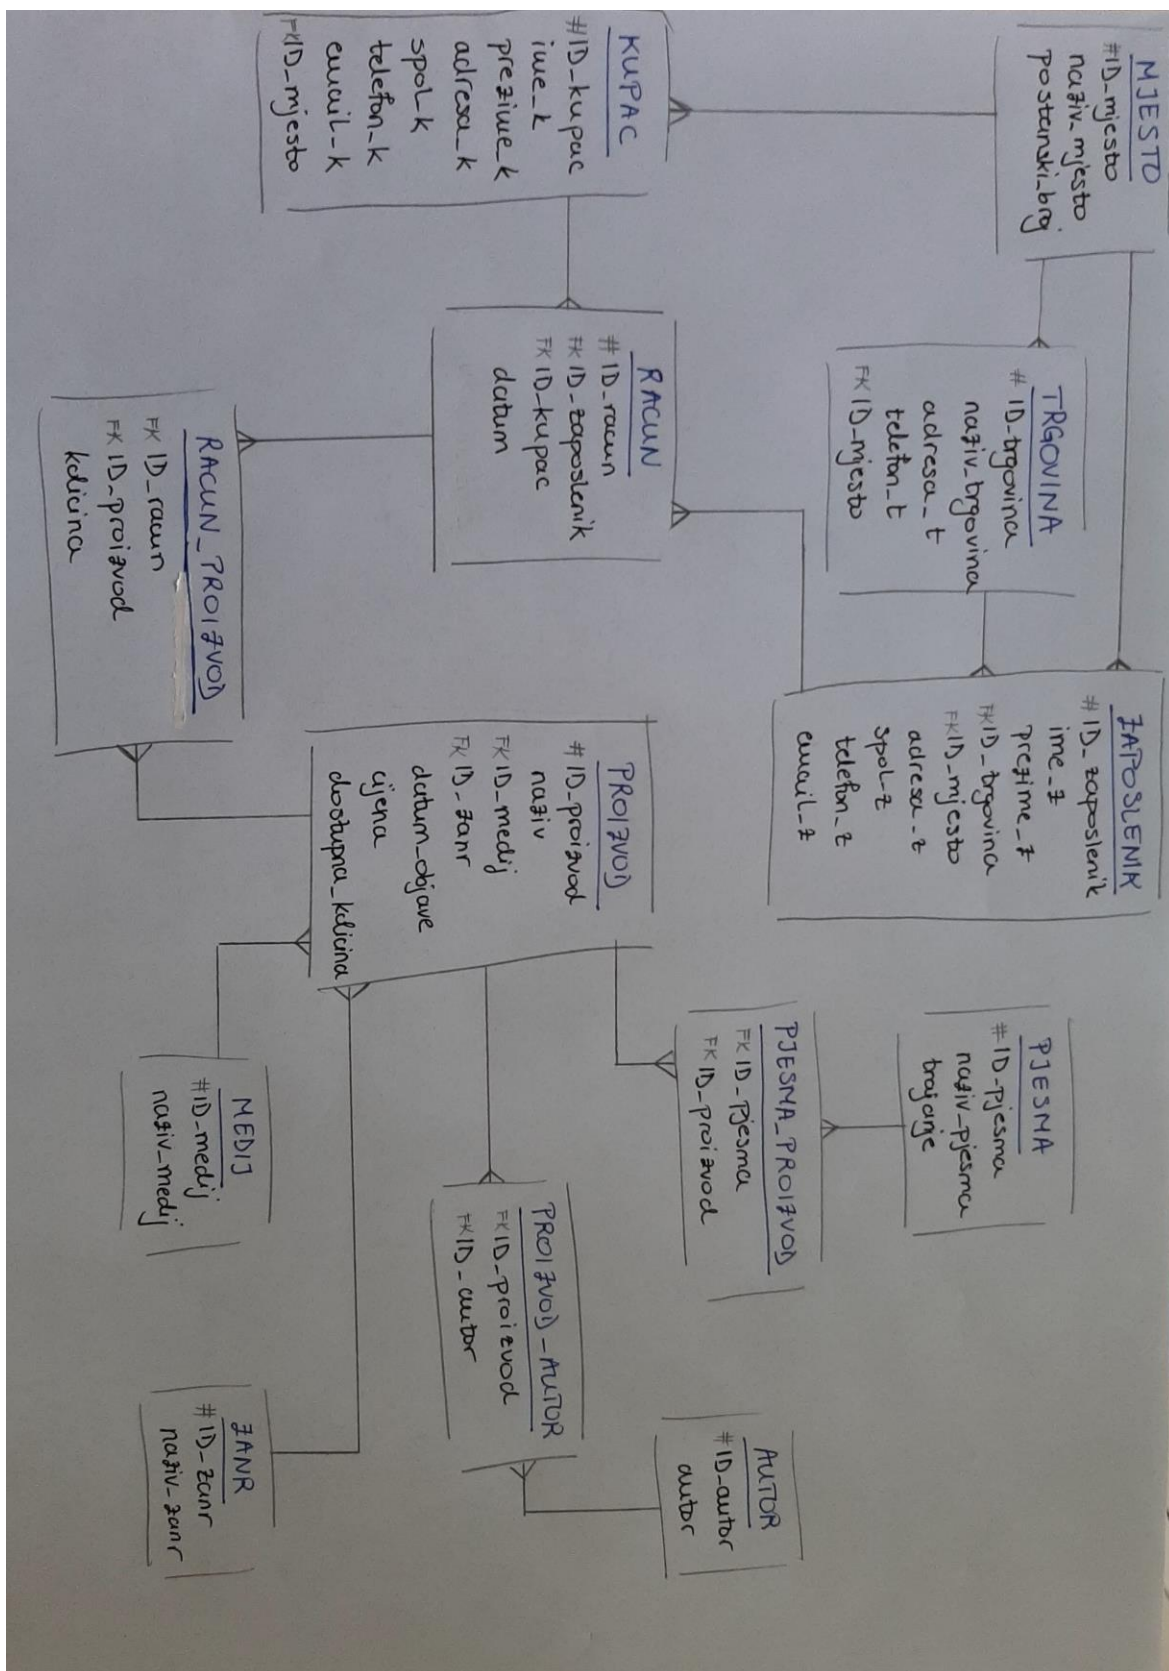 MJESTO
#ID_mjesto
naziv_mjesto
postanski_broj
TRGOVINA
#ID_trgovina
naziv_trgovina
adresa_t
telefon_t
FK ID_mjesto
ZAPOSLENIK
#ID_zaposlenik
ime_z
prezime_z
FK ID_trgovina
FK ID_mjesto
adresa_z
spol_z
telefon_z
email_z
PJESMA
#ID_pjesma
naziv_pjesma
trajanje
AUTOR
#ID_autor
autor
KUPAC
#ID_kupac
ime_k
prezime_k
adresa_k
spol_k
telefon_k
email_k
FK ID_mjesto
RACUN
#ID_racun
FK ID_zaposlenik
FK ID_kupac
datum
PROIZVOD
#ID_proizvod
naziv
FK ID_medij
FK ID_zanr
datum_objave
cijena
dostupna_kolicina
PJESMA_PROIZVOD
FK ID_pjesma
FK ID_proizvod
PROIZVOD_AUTOR
FK ID_proizvod
FK ID_autor
RACUN_PROIZVOD
FK ID_racun
FK ID_proizvod
kolicina
MEDIJ
#ID_medij
naziv_medij
ZANR
#ID_zanr
naziv_zanr